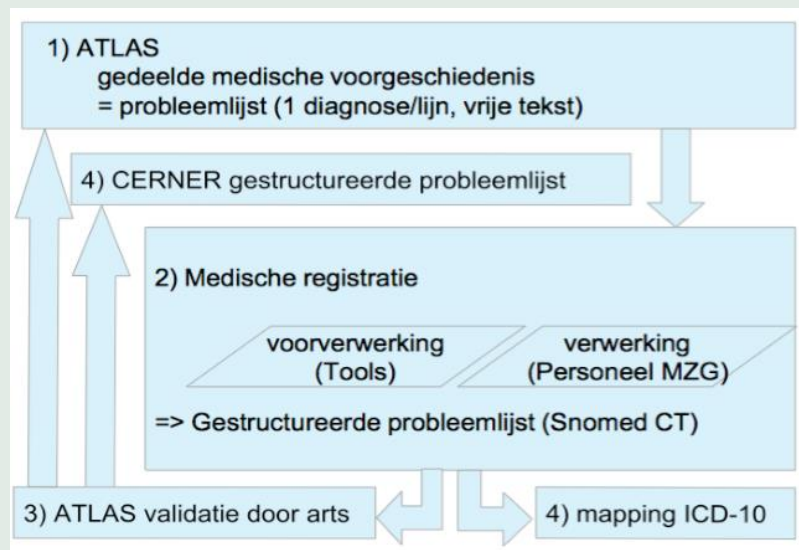 1) ATLAS
gedeelde medische voorgeschiedenis
= probleemlijst (1 diagnose/lijn, vrije tekst)
4) CERNER gestructureerde probleemlijst
2) Medische registratie
voorverwerking
(Tools)
verwerking
(Personeel MZG)
=> Gestructureerde probleemlijst (Snomed CT)
3) ATLAS validatie door arts
4) mapping ICD-10